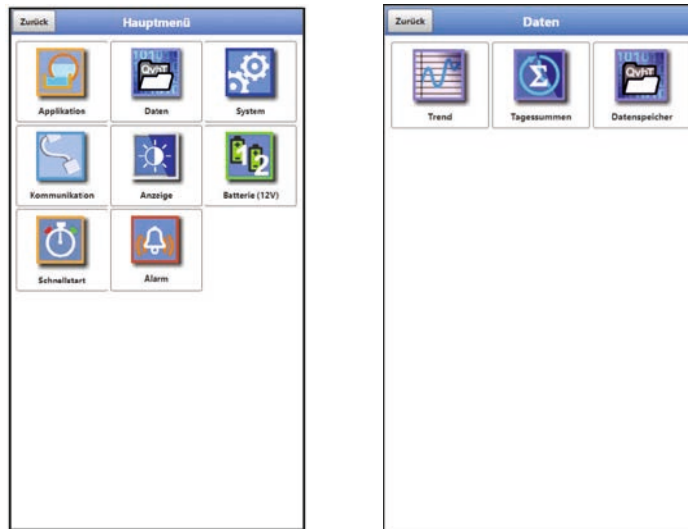 Zurück Hauptmenü
Applikation Daten System
Kommunikation Anzeige Batterie (12V)
Schnellstart Alarm
Zurück Daten
Trend Tagessummen Datenspeicher